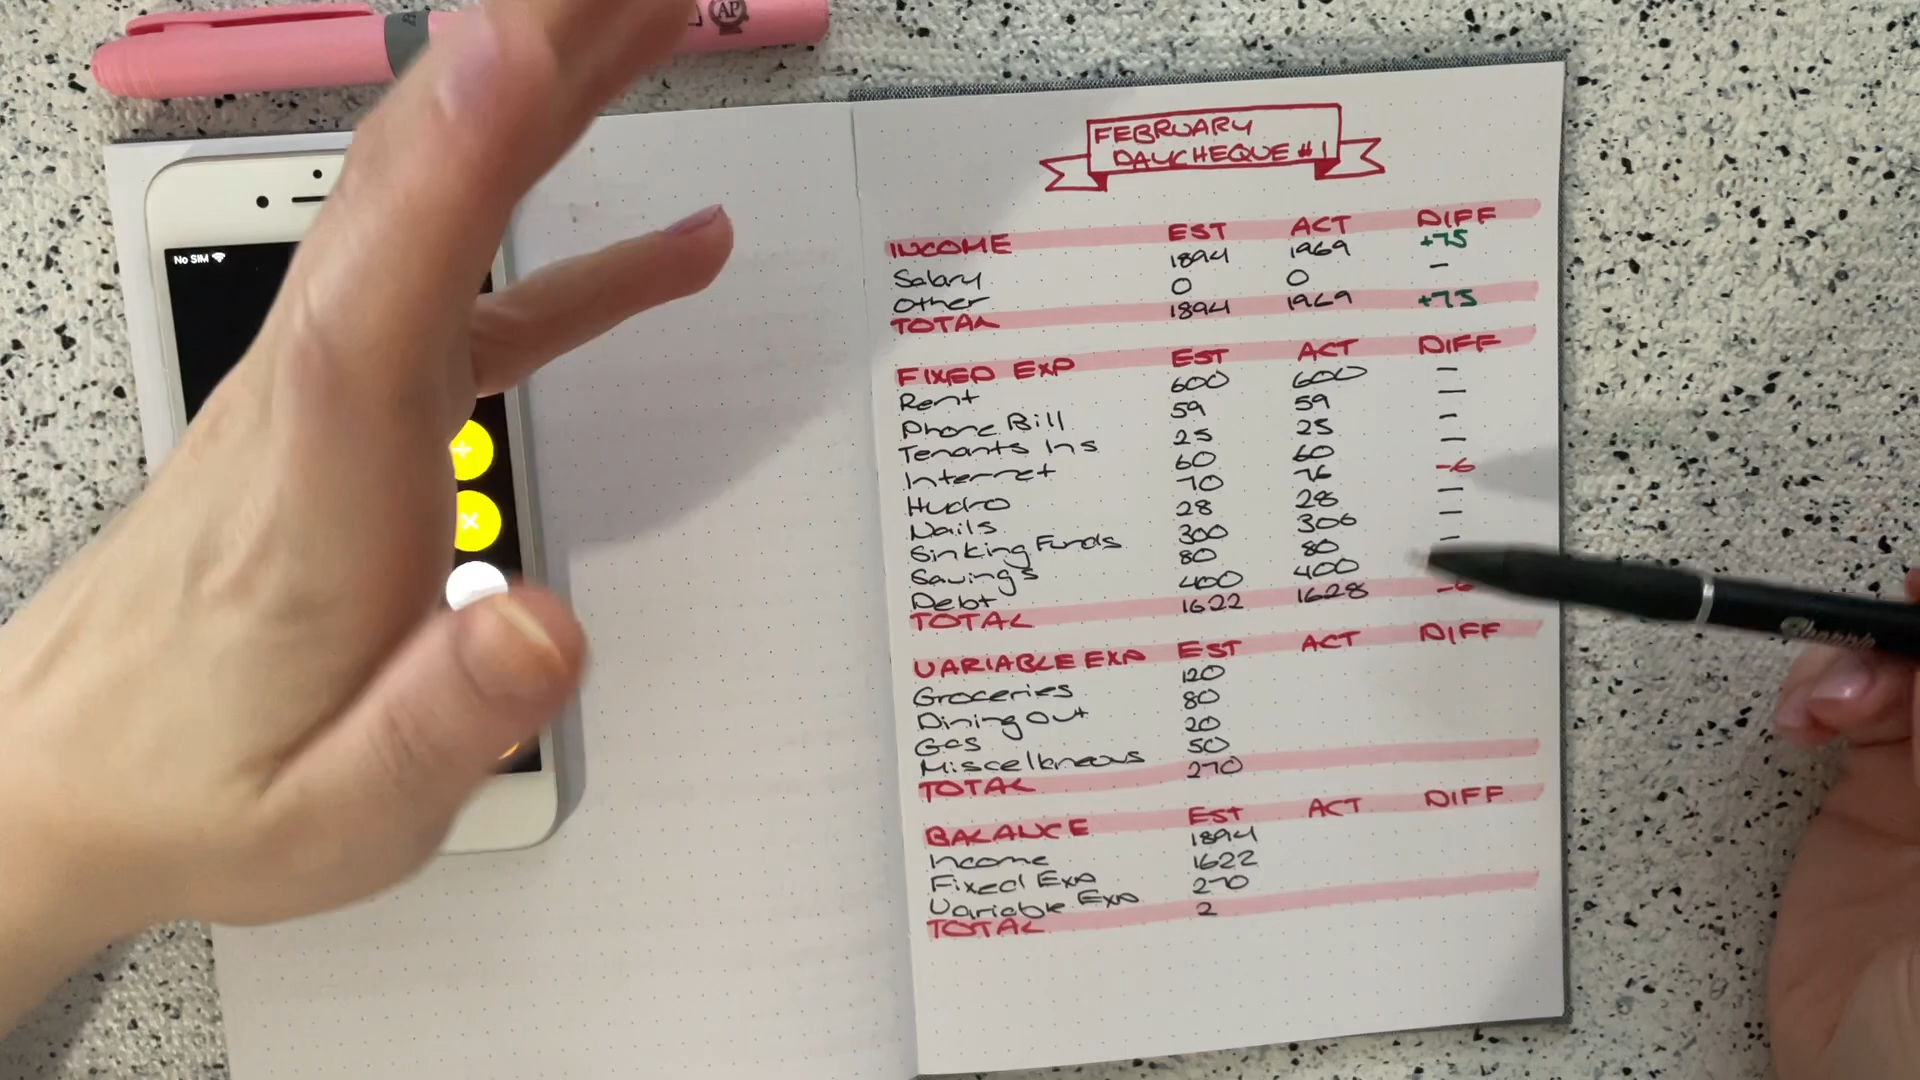 AP
No SIM
+
×
FEBRUARY
PAYCHEQUE #1
INCOME EST ACT DIFF
Salary 1894 1969 +75
Other 0 0 —
TOTAL 1894 1969 +75
FIXED EXP EST ACT DIFF
Rent 600 600 —
Phone Bill 59 59 —
Tenants Ins 25 25 —
Internet 60 60 —
Hydro 70 76 -6
Nails 28 28 —
Sinking Funds 300 300 —
Savings 80 80 —
Debt 400 400
TOTAL 1622 1628 -6
VARIABLE EXP EST ACT DIFF
Groceries 120
Dining Out 80
Gas 20
Miscellaneous 50
TOTAL 270
BALANCE EST ACT DIFF
Income 1894
Fixed Exp 1622
Variable Exp 270
TOTAL 2
Sharpie